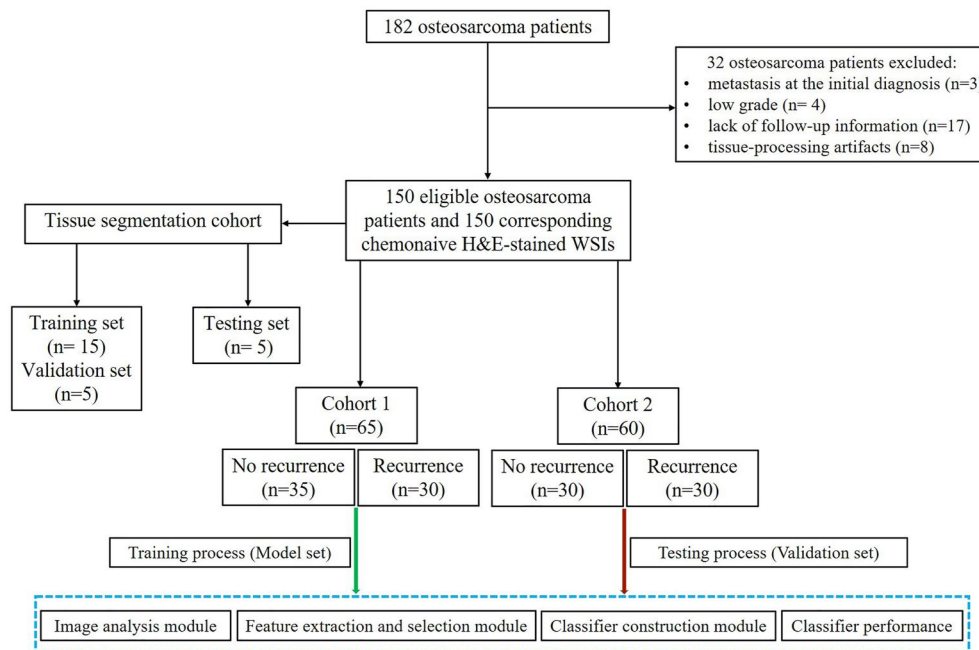 182 osteosarcoma patients
32 osteosarcoma patients excluded:
• metastasis at the initial diagnosis (n=3
• low grade (n= 4)
• lack of follow-up information (n=17)
• tissue-processing artifacts (n=8)
150 eligible osteosarcoma
patients and 150 corresponding
chemonaive H&E-stained WSIs
Tissue segmentation cohort
Training set
(n= 15)
Validation set
(n=5)
Testing set
(n= 5)
Cohort 1
(n=65)
Cohort 2
(n=60)
No recurrence
(n=35)
Recurrence
(n=30)
No recurrence
(n=30)
Recurrence
(n=30)
Training process (Model set)
Testing process (Validation set)
Image analysis module
Feature extraction and selection module
Classifier construction module
Classifier performance